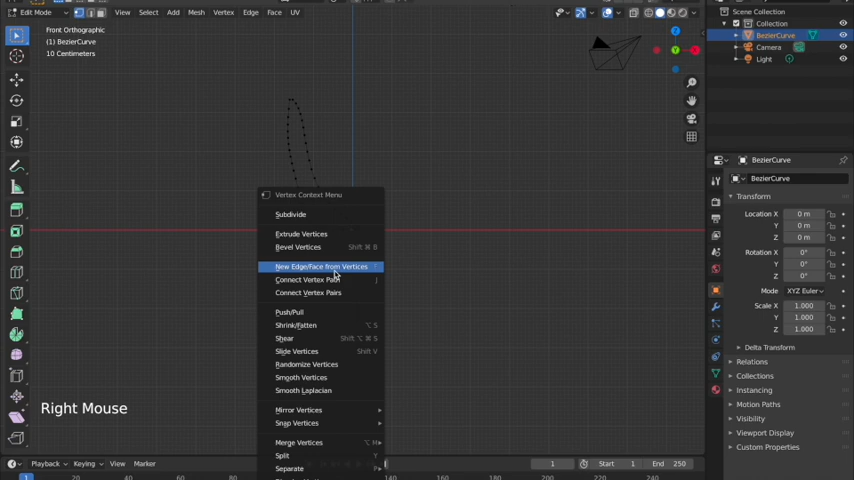 Edit Mode View Select Add Mesh Vertex Edge Face UV
Front Orthographic
(1) BezierCurve
10 Centimeters
Vertex Context Menu
Subdivide
Extrude Vertices
Bevel Vertices Shift ⌘ B
New Edge/Face from Vertices F
Connect Vertex Path J
Connect Vertex Pairs
Push/Pull
Shrink/Fatten ⌥ S
Shear Shift ⌥ ⌘ S
Slide Vertices Shift V
Randomize Vertices
Smooth Vertices
Smooth Laplacian
Mirror Vertices
Snap Vertices
Merge Vertices ⌥ M
Split Y
Separate P
Right Mouse
Scene Collection
Collection
BezierCurve
Camera
Light
BezierCurve
BezierCurve
Transform
Location X 0 m
Y 0 m
Z 0 m
Rotation X 0°
Y 0°
Z 0°
Mode XYZ Euler
Scale X 1.000
Y 1.000
Z 1.000
Delta Transform
Relations
Collections
Instancing
Motion Paths
Visibility
Viewport Display
Custom Properties
Playback Keying View Marker
1 Start 1 End 250
1 20 40 60 80 140 160 180 200 220 240